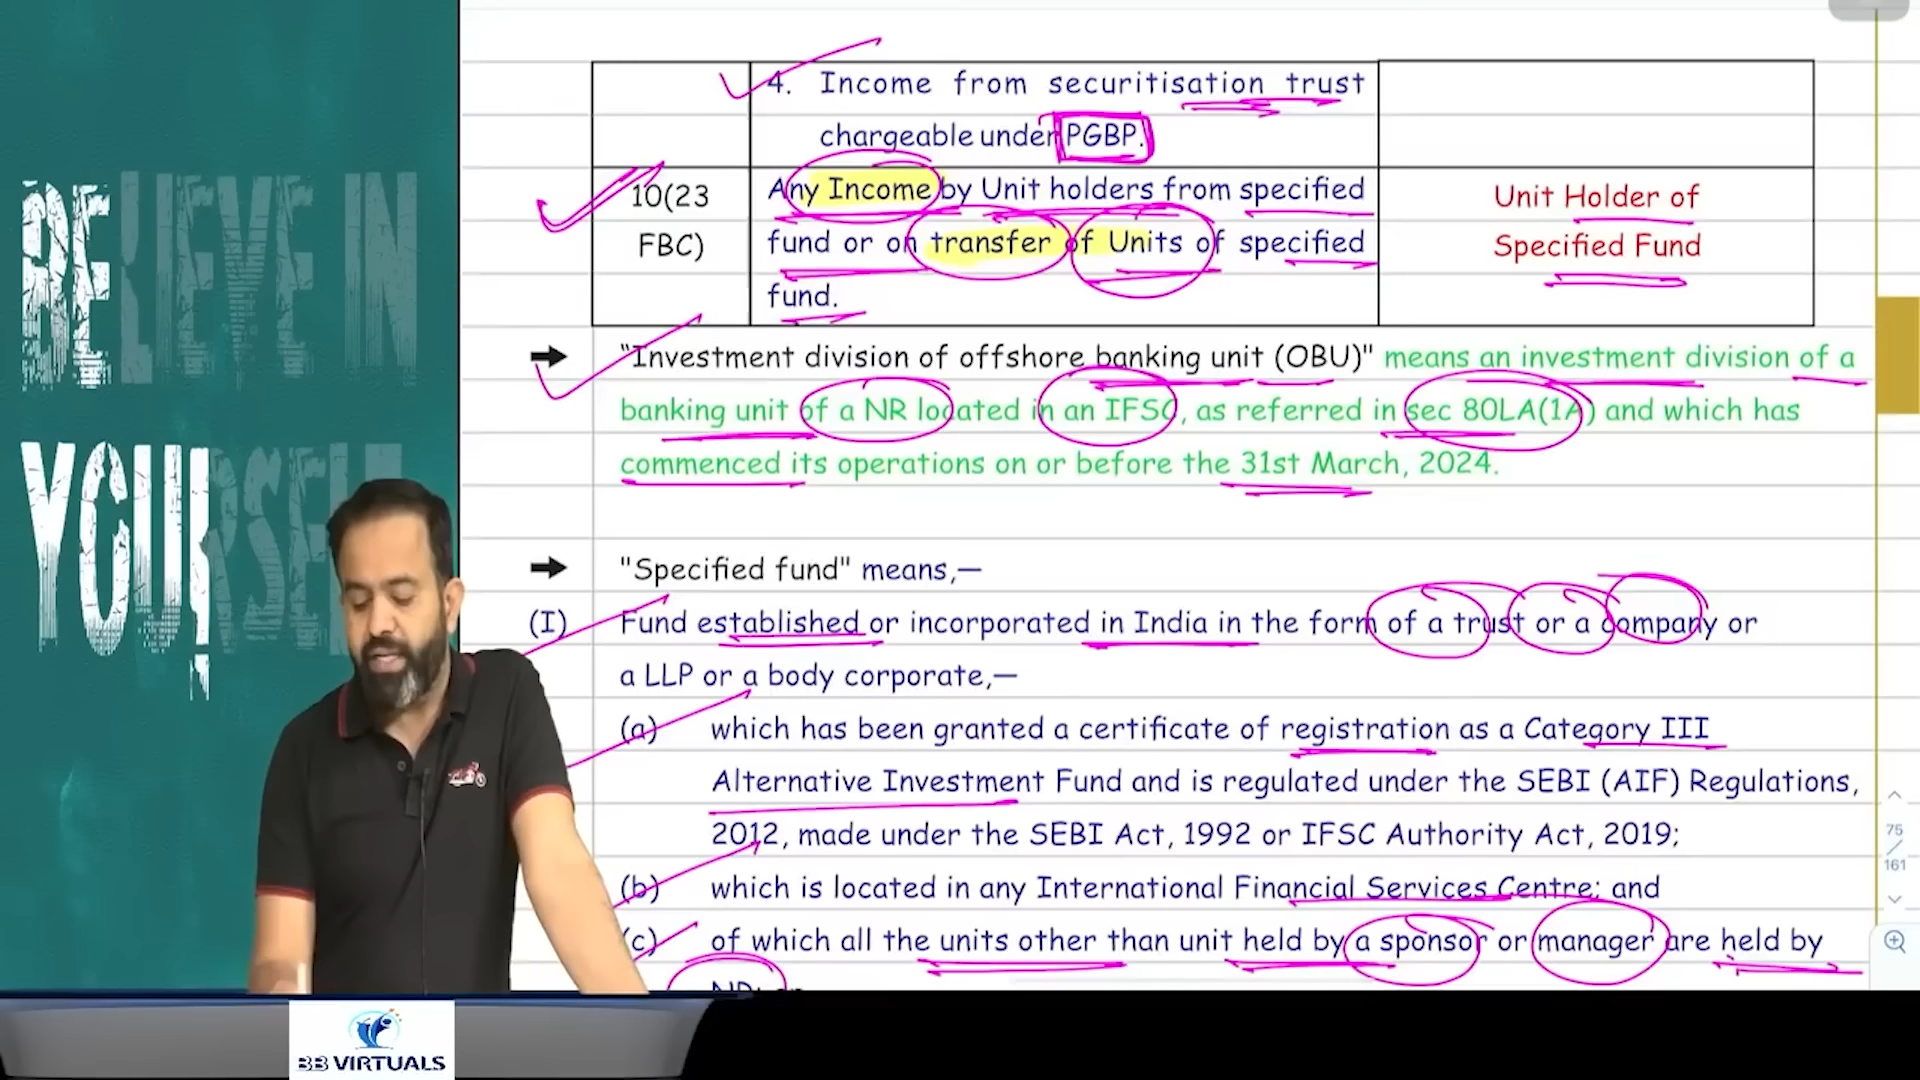 BELIEVE IN
YOURSELF
4. Income from securitisation trust
chargeable under PGBP.
10(23
FBC)
Any Income by Unit holders from specified
fund or on transfer of Units of specified
fund.
Unit Holder of
Specified Fund
➔ "Investment division of offshore banking unit (OBU)" means an investment division of a
banking unit of a NR located in an IFSC, as referred in sec 80LA(1A) and which has
commenced its operations on or before the 31st March, 2024.
➔ "Specified fund" means,—
(I) Fund established or incorporated in India in the form of a trust or a company or
a LLP or a body corporate,—
(a) which has been granted a certificate of registration as a Category III
Alternative Investment Fund and is regulated under the SEBI (AIF) Regulations,
2012, made under the SEBI Act, 1992 or IFSC Authority Act, 2019;
(b) which is located in any International Financial Services Centre; and
(c) of which all the units other than unit held by a sponsor or manager are held by
75
/
161
BB VIRTUALS